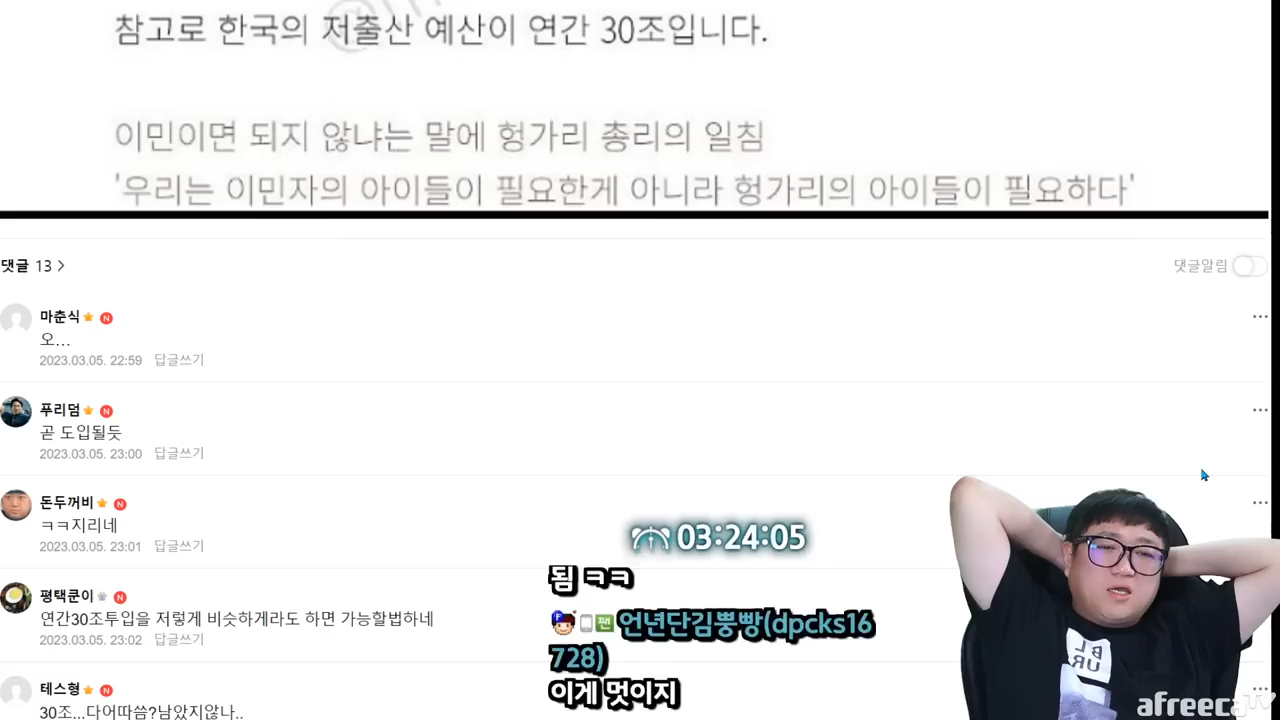 참고로 한국의 저출산 예산이 연간 30조입니다.
이민이면 되지 않냐는 말에 헝가리 총리의 일침
'우리는 이민자의 아이들이 필요한게 아니라 헝가리의 아이들이 필요하다'
댓글 13 >
댓글알림
마춘식 N
오...
2023.03.05. 22:59 답글쓰기
푸리덤 N
곧 도입될듯
2023.03.05. 23:00 답글쓰기
돈두꺼비 N
ㅋㅋ지리네
2023.03.05. 23:01 답글쓰기
평택쿤이 N
연간30조투입을 저렇게 비슷하게라도 하면 가능할법하네
2023.03.05. 23:02 답글쓰기
테스형 N
30조...다어따씀?남았지않나..
03:24:05
됨 ㅋㅋ
F 팬 언년단김뿡빵(dpcks16
728)
이게 멋이지
BL
UR
afreecaTV